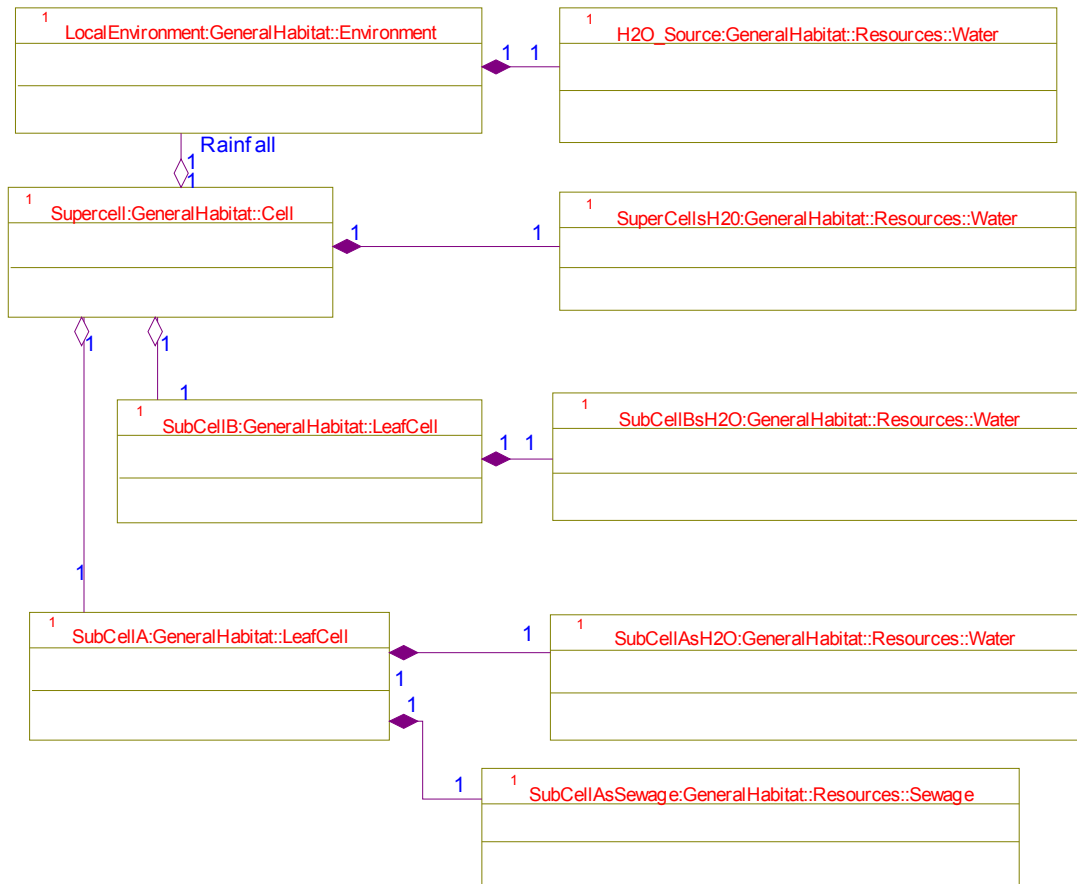 1
LocalEnvironment:GeneralHabitat::Environment
1
H2O_Source:GeneralHabitat::Resources::Water
1 1
Rainfall
1
1
1
Supercell:GeneralHabitat::Cell
1
SuperCellsH20:GeneralHabitat::Resources::Water
1 1
1 1
1
1
SubCellB:GeneralHabitat::LeafCell
1
SubCellBsH2O:GeneralHabitat::Resources::Water
1 1
1
1
SubCellA:GeneralHabitat::LeafCell
1
SubCellAsH2O:GeneralHabitat::Resources::Water
1
1
1
1
1
SubCellAsSewage:GeneralHabitat::Resources::Sewage